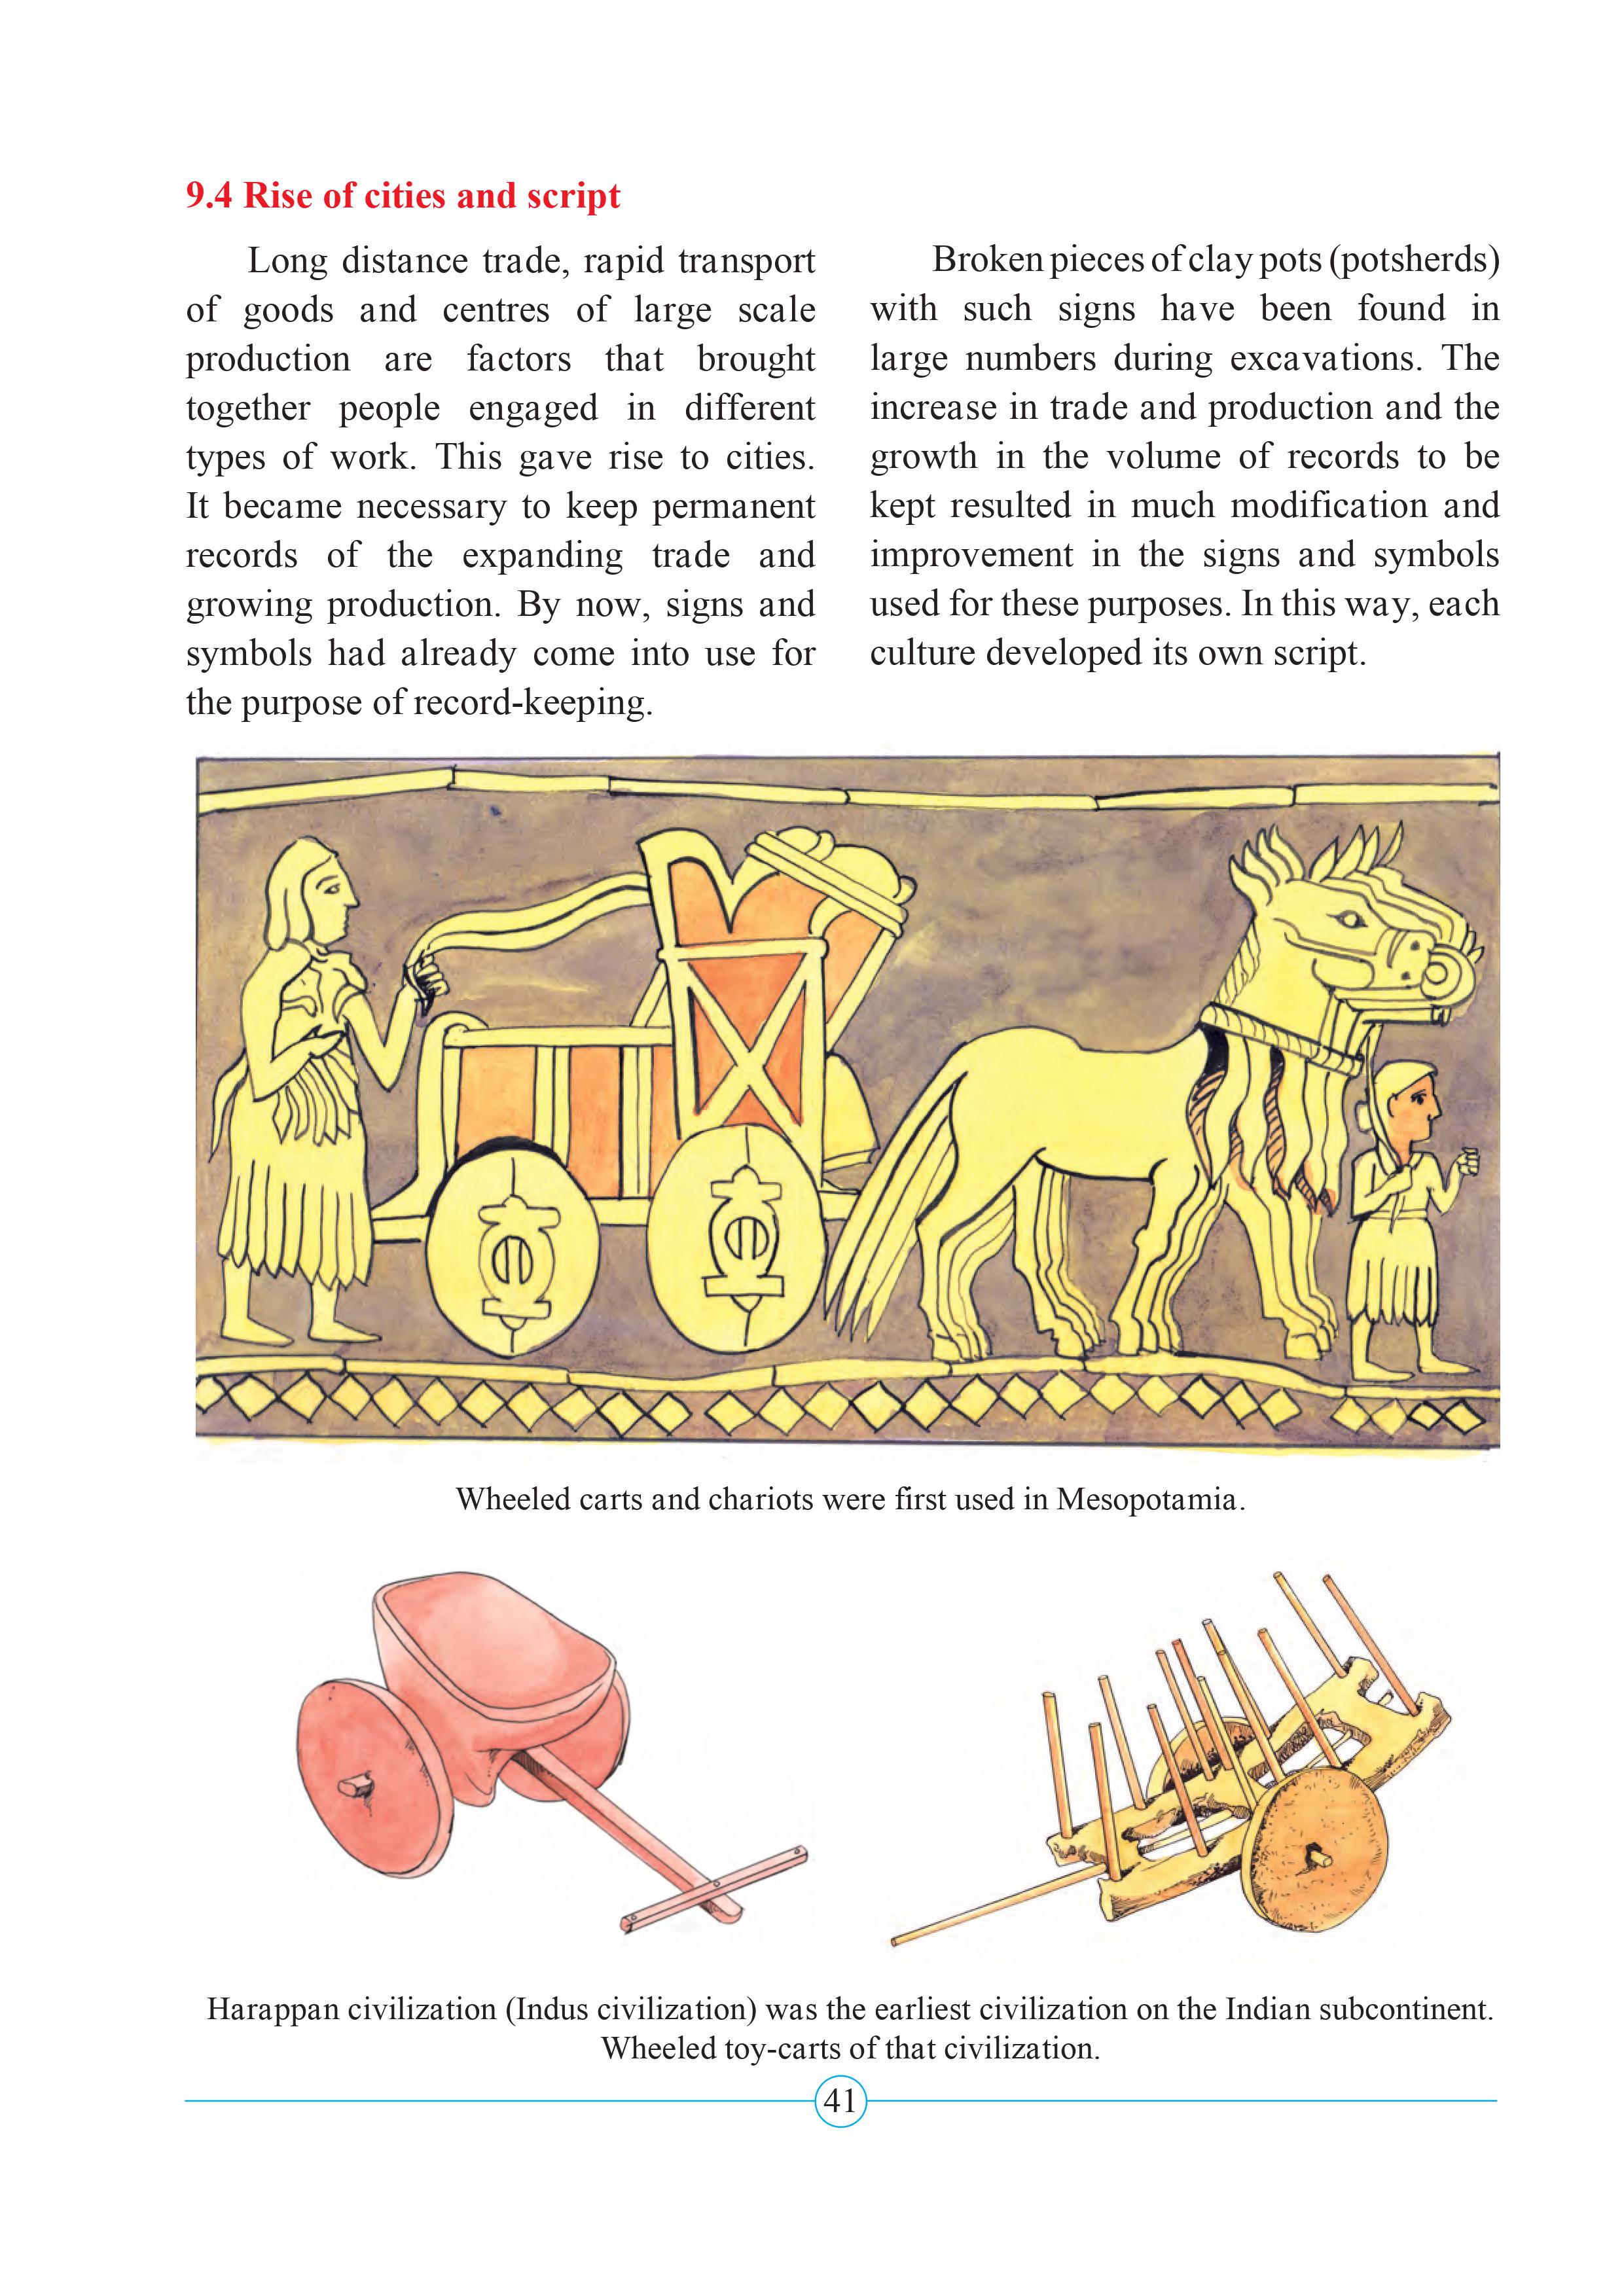 9.4 Rise of cities and script
Long distance trade, rapid transport
of goods and centres of large scale
production are factors that brought
together people engaged in different
types of work. This gave rise to cities.
It became necessary to keep permanent
records of the expanding trade and
growing production. By now, signs and
symbols had already come into use for
the purpose of record-keeping.
Broken pieces of clay pots (potsherds)
with such signs have been found in
large numbers during excavations. The
increase in trade and production and the
growth in the volume of records to be
kept resulted in much modification and
improvement in the signs and symbols
used for these purposes. In this way, each
culture developed its own script.
Wheeled carts and chariots were first used in Mesopotamia.
Harappan civilization (Indus civilization) was the earliest civilization on the Indian subcontinent.
Wheeled toy-carts of that civilization.
41